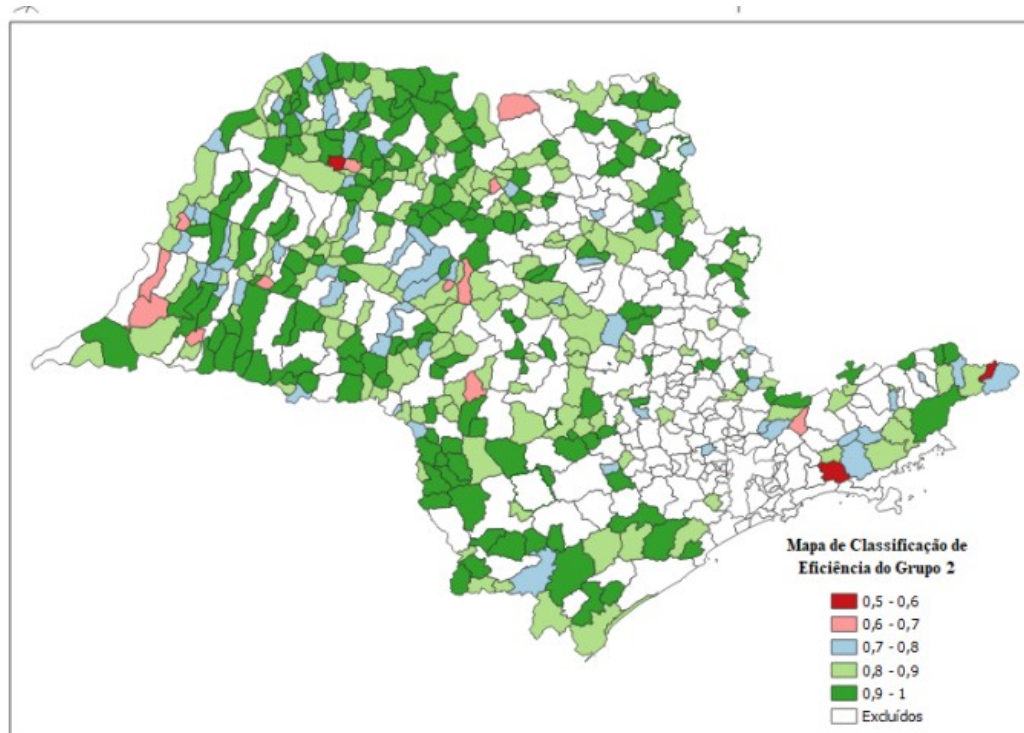 Mapa de Classificação de
Eficiência do Grupo 2
0,5 - 0,6
0,6 - 0,7
0,7 - 0,8
0,8 - 0,9
0,9 - 1
Excluídos